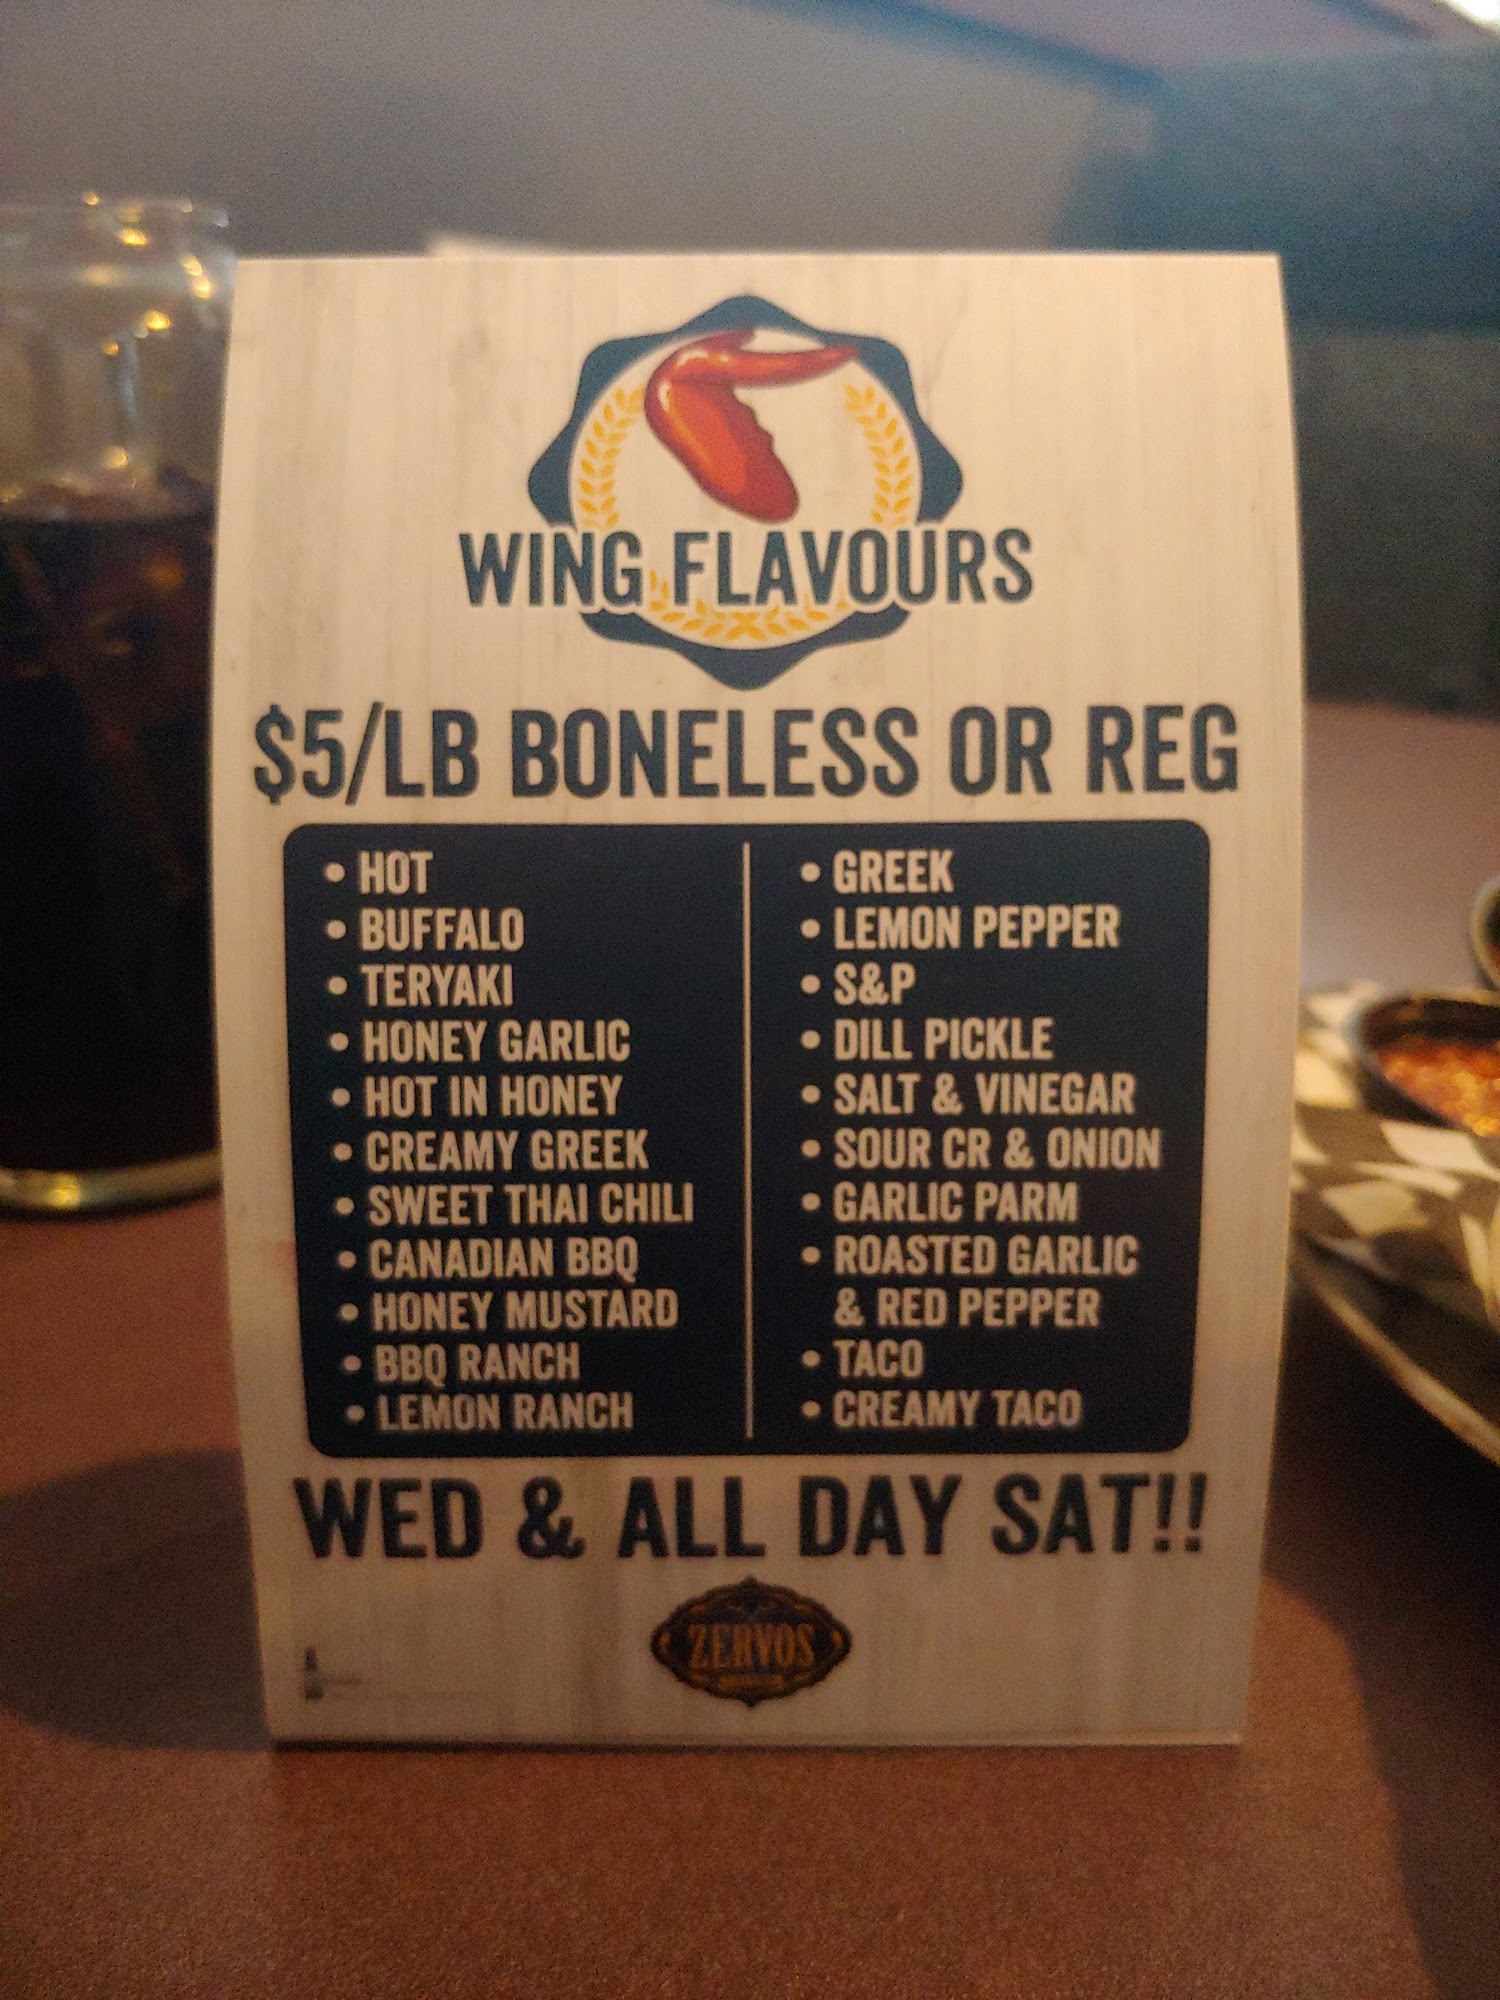 WING FLAVOURS
$5/LB BONELESS OR REG
• HOT
• BUFFALO
• TERYAKI
• HONEY GARLIC
• HOT IN HONEY
• CREAMY GREEK
• SWEET THAI CHILI
• CANADIAN BBQ
• HONEY MUSTARD
• BBQ RANCH
• LEMON RANCH
• GREEK
• LEMON PEPPER
• S&P
• DILL PICKLE
• SALT & VINEGAR
• SOUR CR & ONION
• GARLIC PARM
• ROASTED GARLIC
& RED PEPPER
• TACO
• CREAMY TACO
WED & ALL DAY SAT!!
ZERVOS